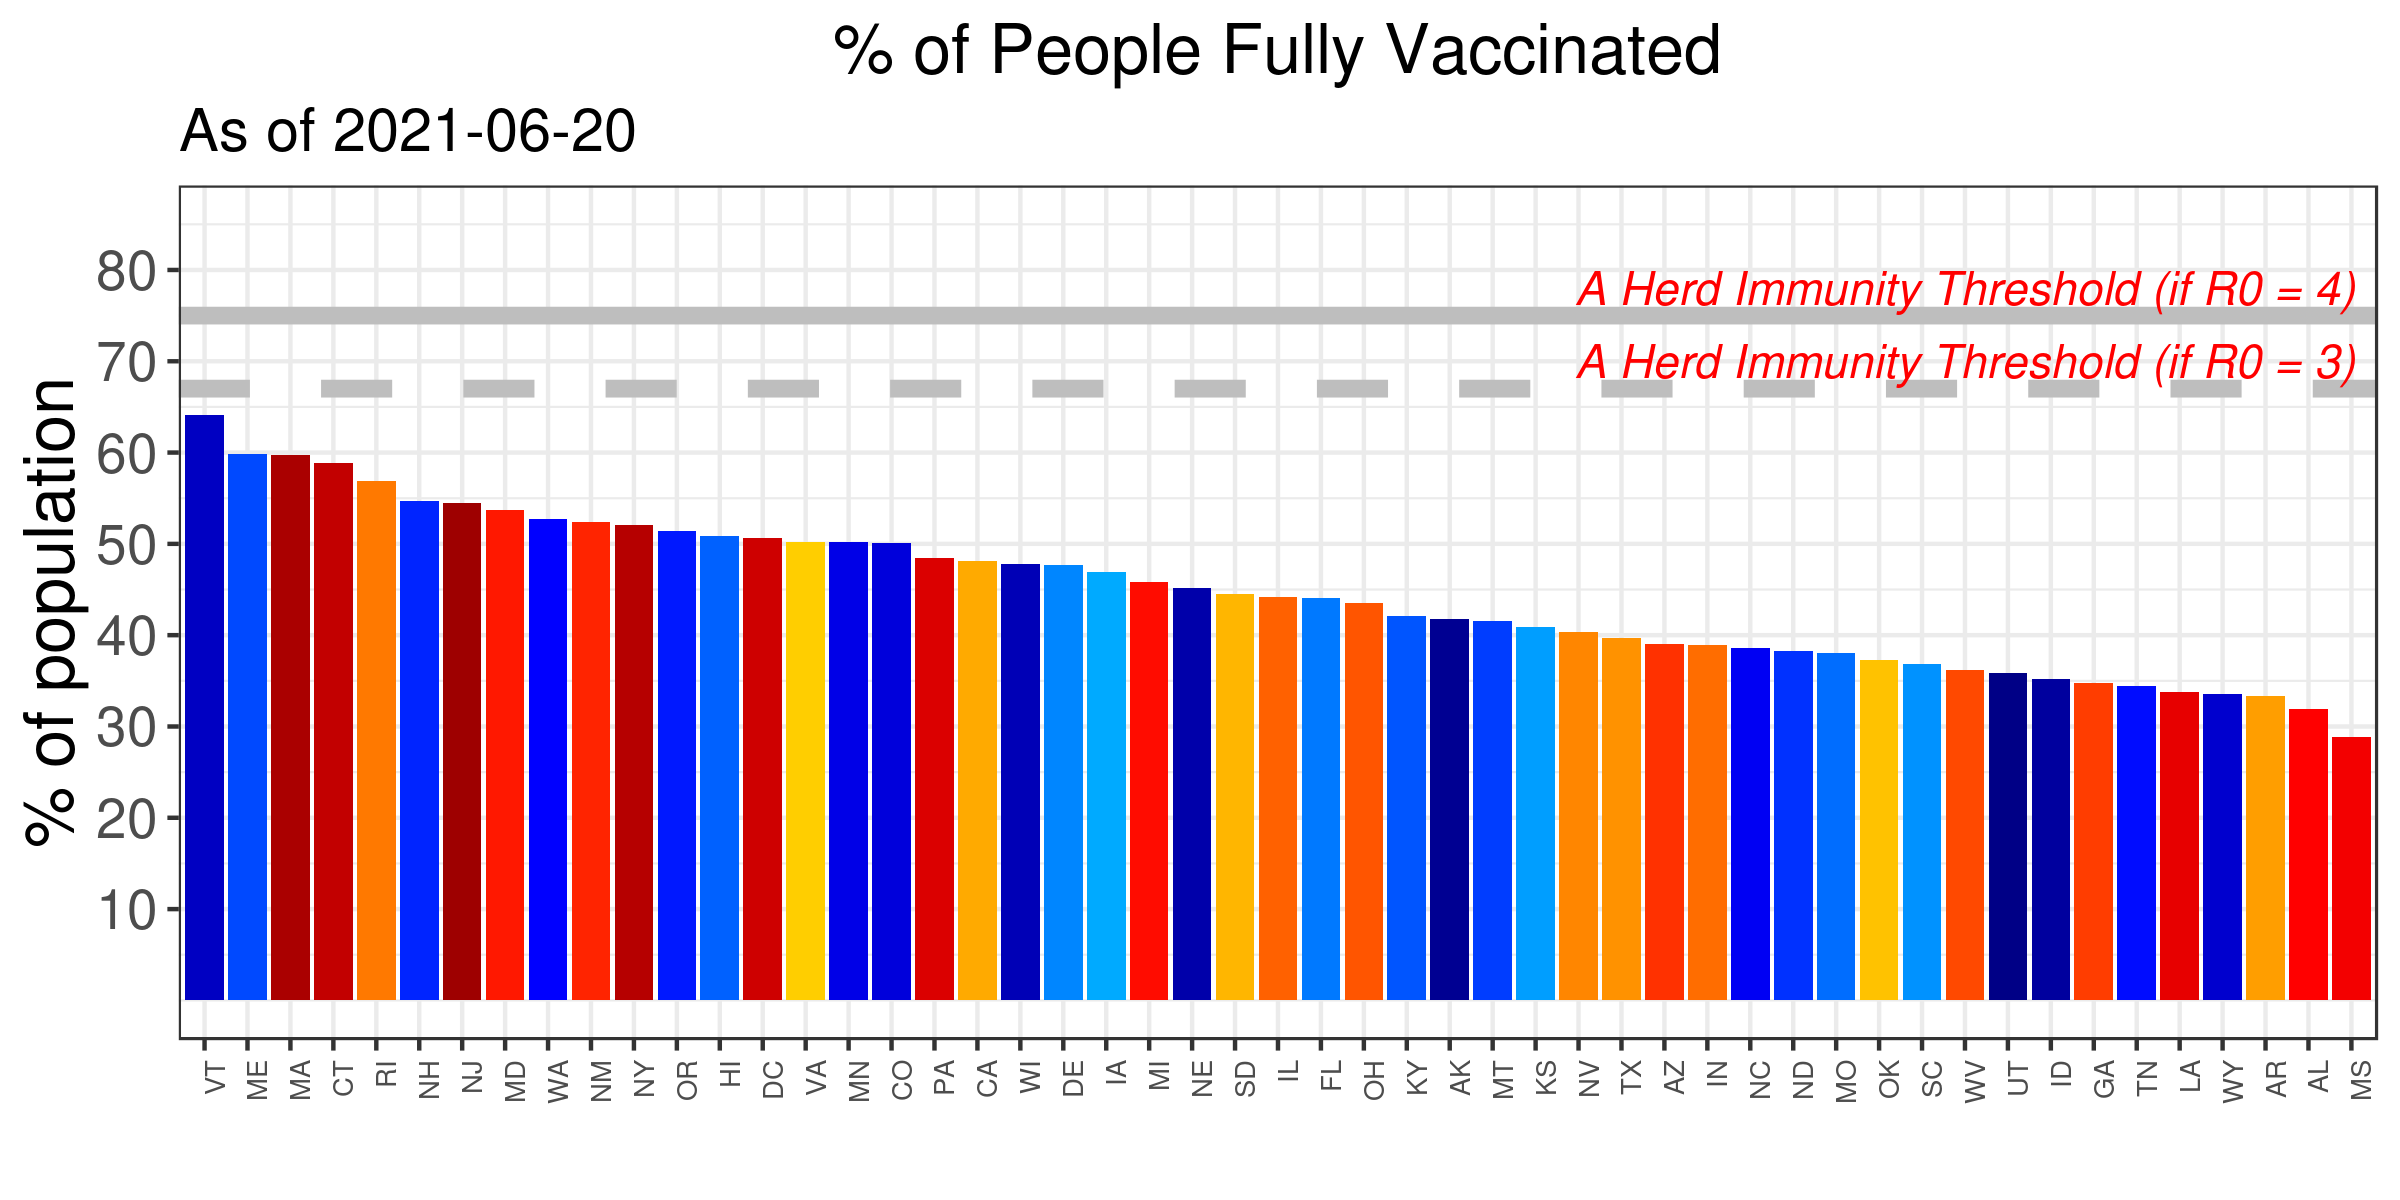 % of People Fully Vaccinated
As of 2021-06-20
% of population
80
70
60
50
40
30
20
10
A Herd Immunity Threshold (if R0 = 4)
A Herd Immunity Threshold (if R0 = 3)
VT ME MA CT RI NH NJ MD WA NM NY OR HI DC VA MN CO PA CA WI DE IA MI NE SD IL FL OH KY AK MT KS NV TX AZ IN NC ND MO OK SC WV UT ID GA TN LA WY AR AL MS